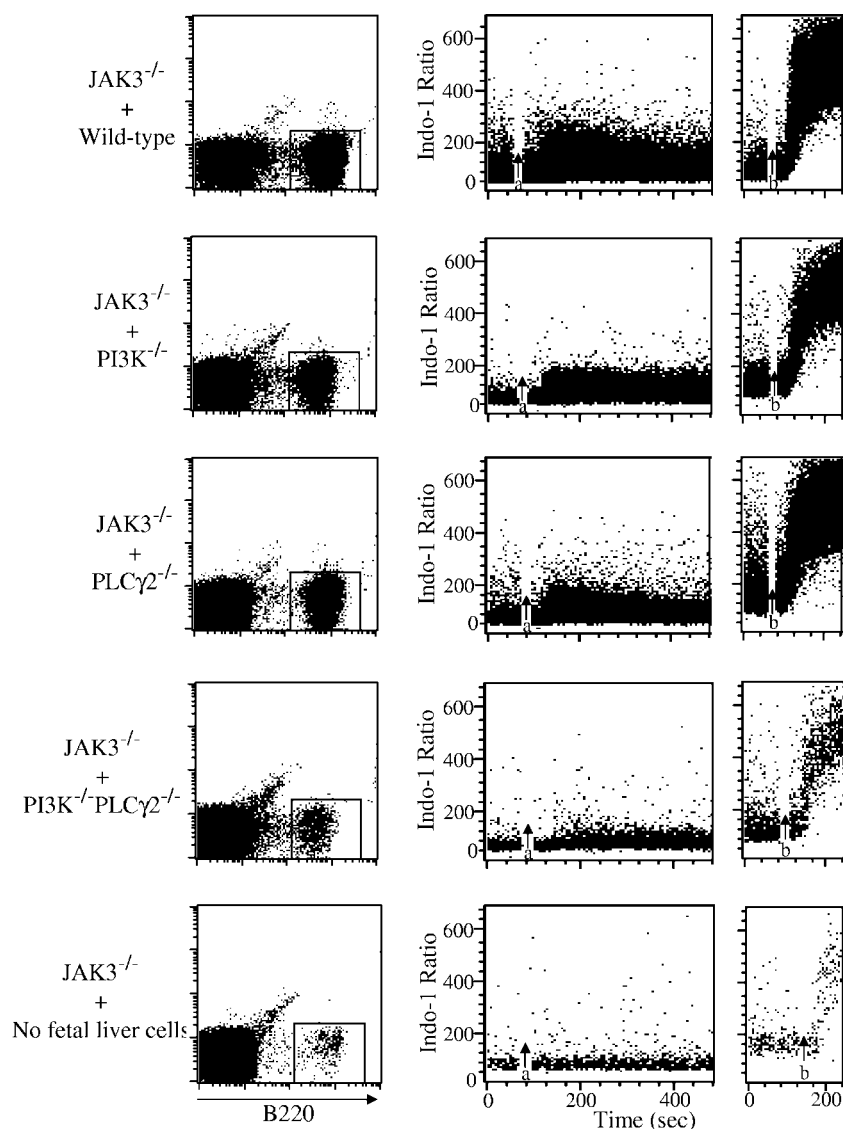 JAK3-/-
+
Wild-type
Indo-1 Ratio
600
400
200
0
a
b
JAK3-/-
+
PI3K-/-
Indo-1 Ratio
600
400
200
0
a
b
JAK3-/-
+
PLCγ2-/-
Indo-1 Ratio
600
400
200
0
a
b
JAK3-/-
+
PI3K-/-PLCγ2-/-
Indo-1 Ratio
600
400
200
0
a
b
JAK3-/-
+
No fetal liver cells
Indo-1 Ratio
600
400
200
0
a
b
0 200 400 0 200
B220
Time (sec)